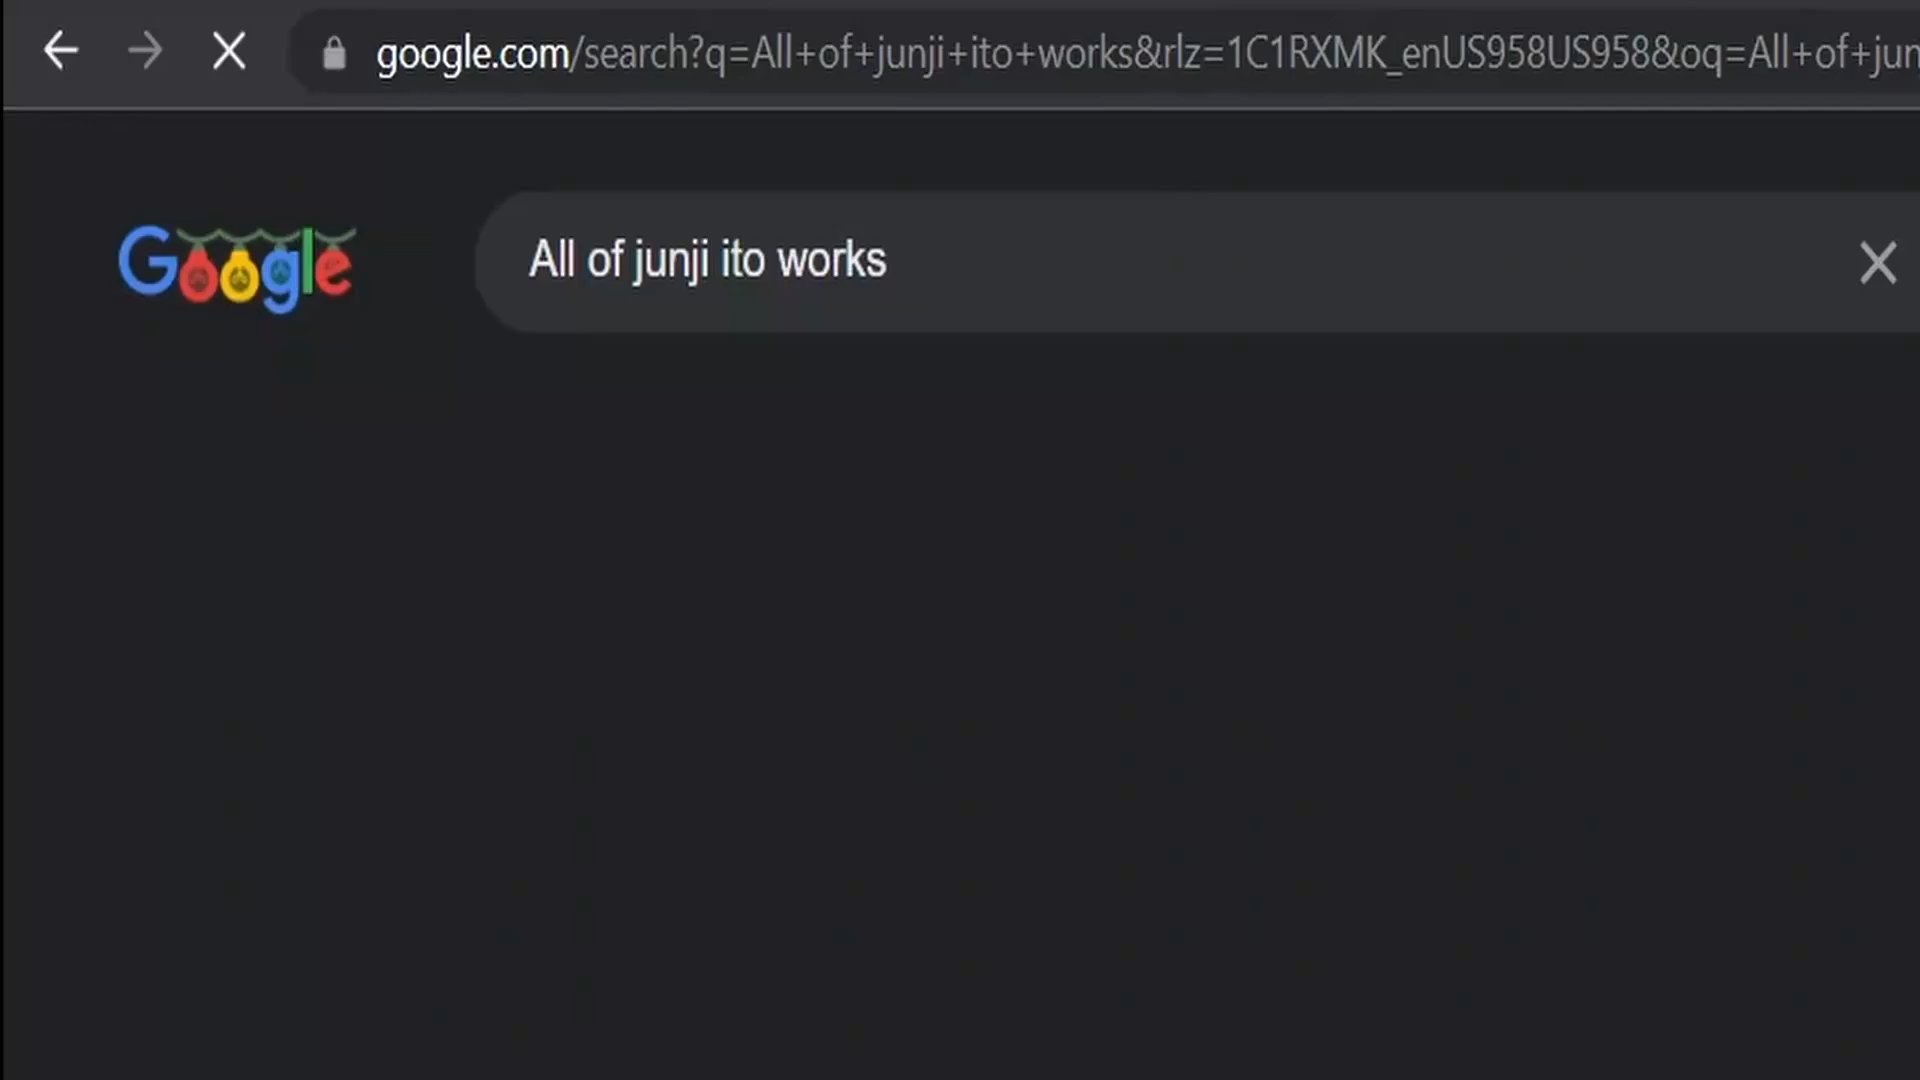 google.com/search?q=All+of+junji+ito+works&rlz=1C1RXMK_enUS958US958&oq=All+of+jun
Google
All of junji ito works